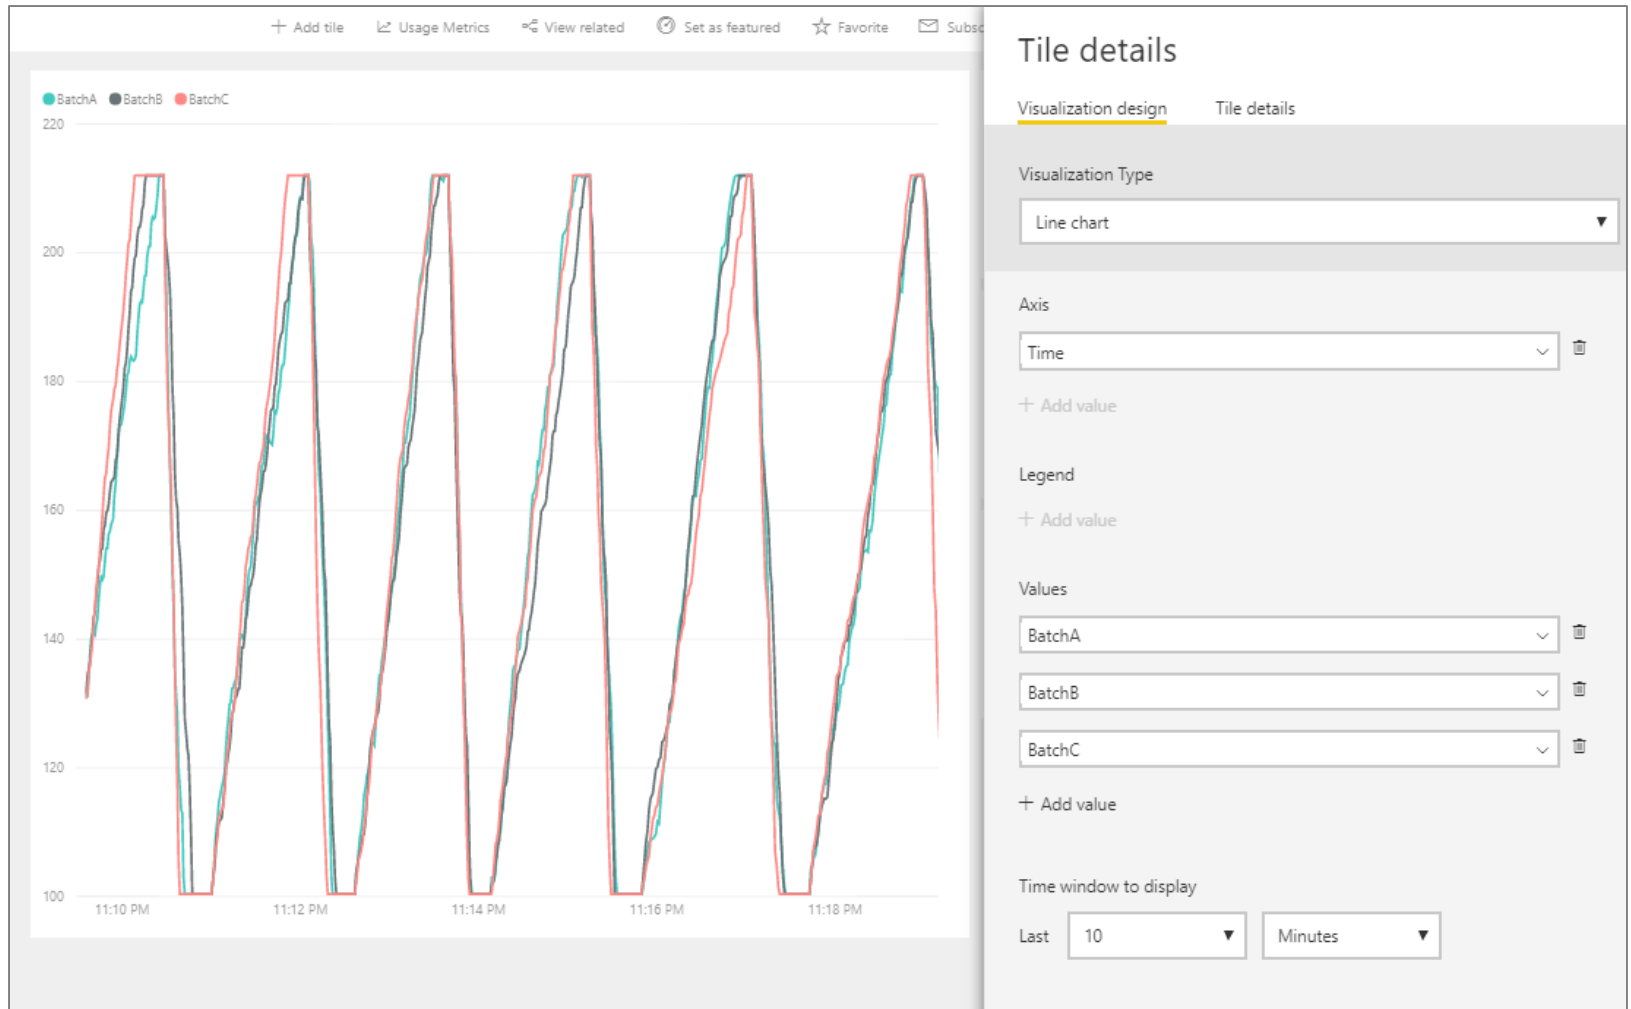 Add tile Usage Metrics View related Set as featured Favorite Subsc
Tile details
Visualization design Tile details
BatchA BatchB BatchC
220
200
180
160
140
120
100
11:10 PM 11:12 PM 11:14 PM 11:16 PM 11:18 PM
Visualization Type
Line chart
Axis
Time
+ Add value
Legend
+ Add value
Values
BatchA
BatchB
BatchC
+ Add value
Time window to display
Last 10 Minutes